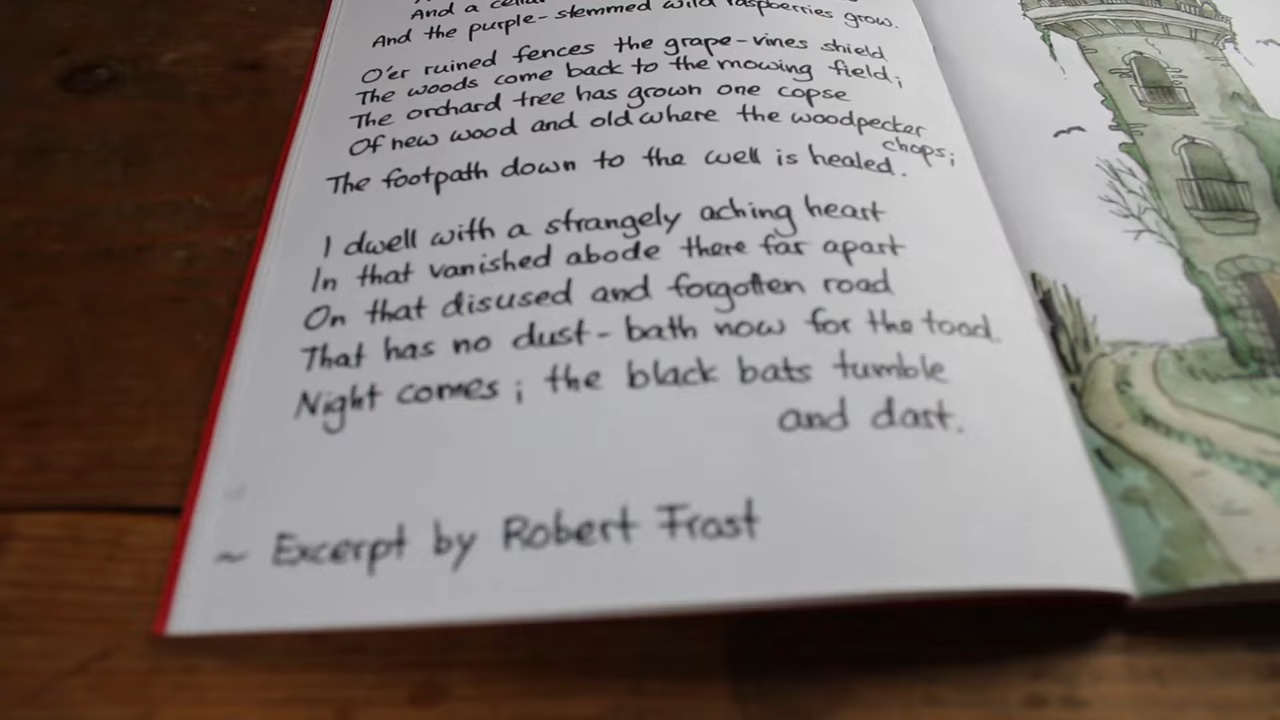 And a cellar
And the purple-stemmed wild raspberries grow.
O'er ruined fences the grape-vines shield
The woods come back to the mowing field;
The orchard tree has grown one copse
Of new wood and old where the woodpecker
chops;
The footpath down to the well is healed.
I dwell with a strangely aching heart
In that vanished abode there far apart
On that disused and forgotten road
That has no dust-bath now for the toad.
Night comes; the black bats tumble
and dart.
~ Excerpt by Robert Frost